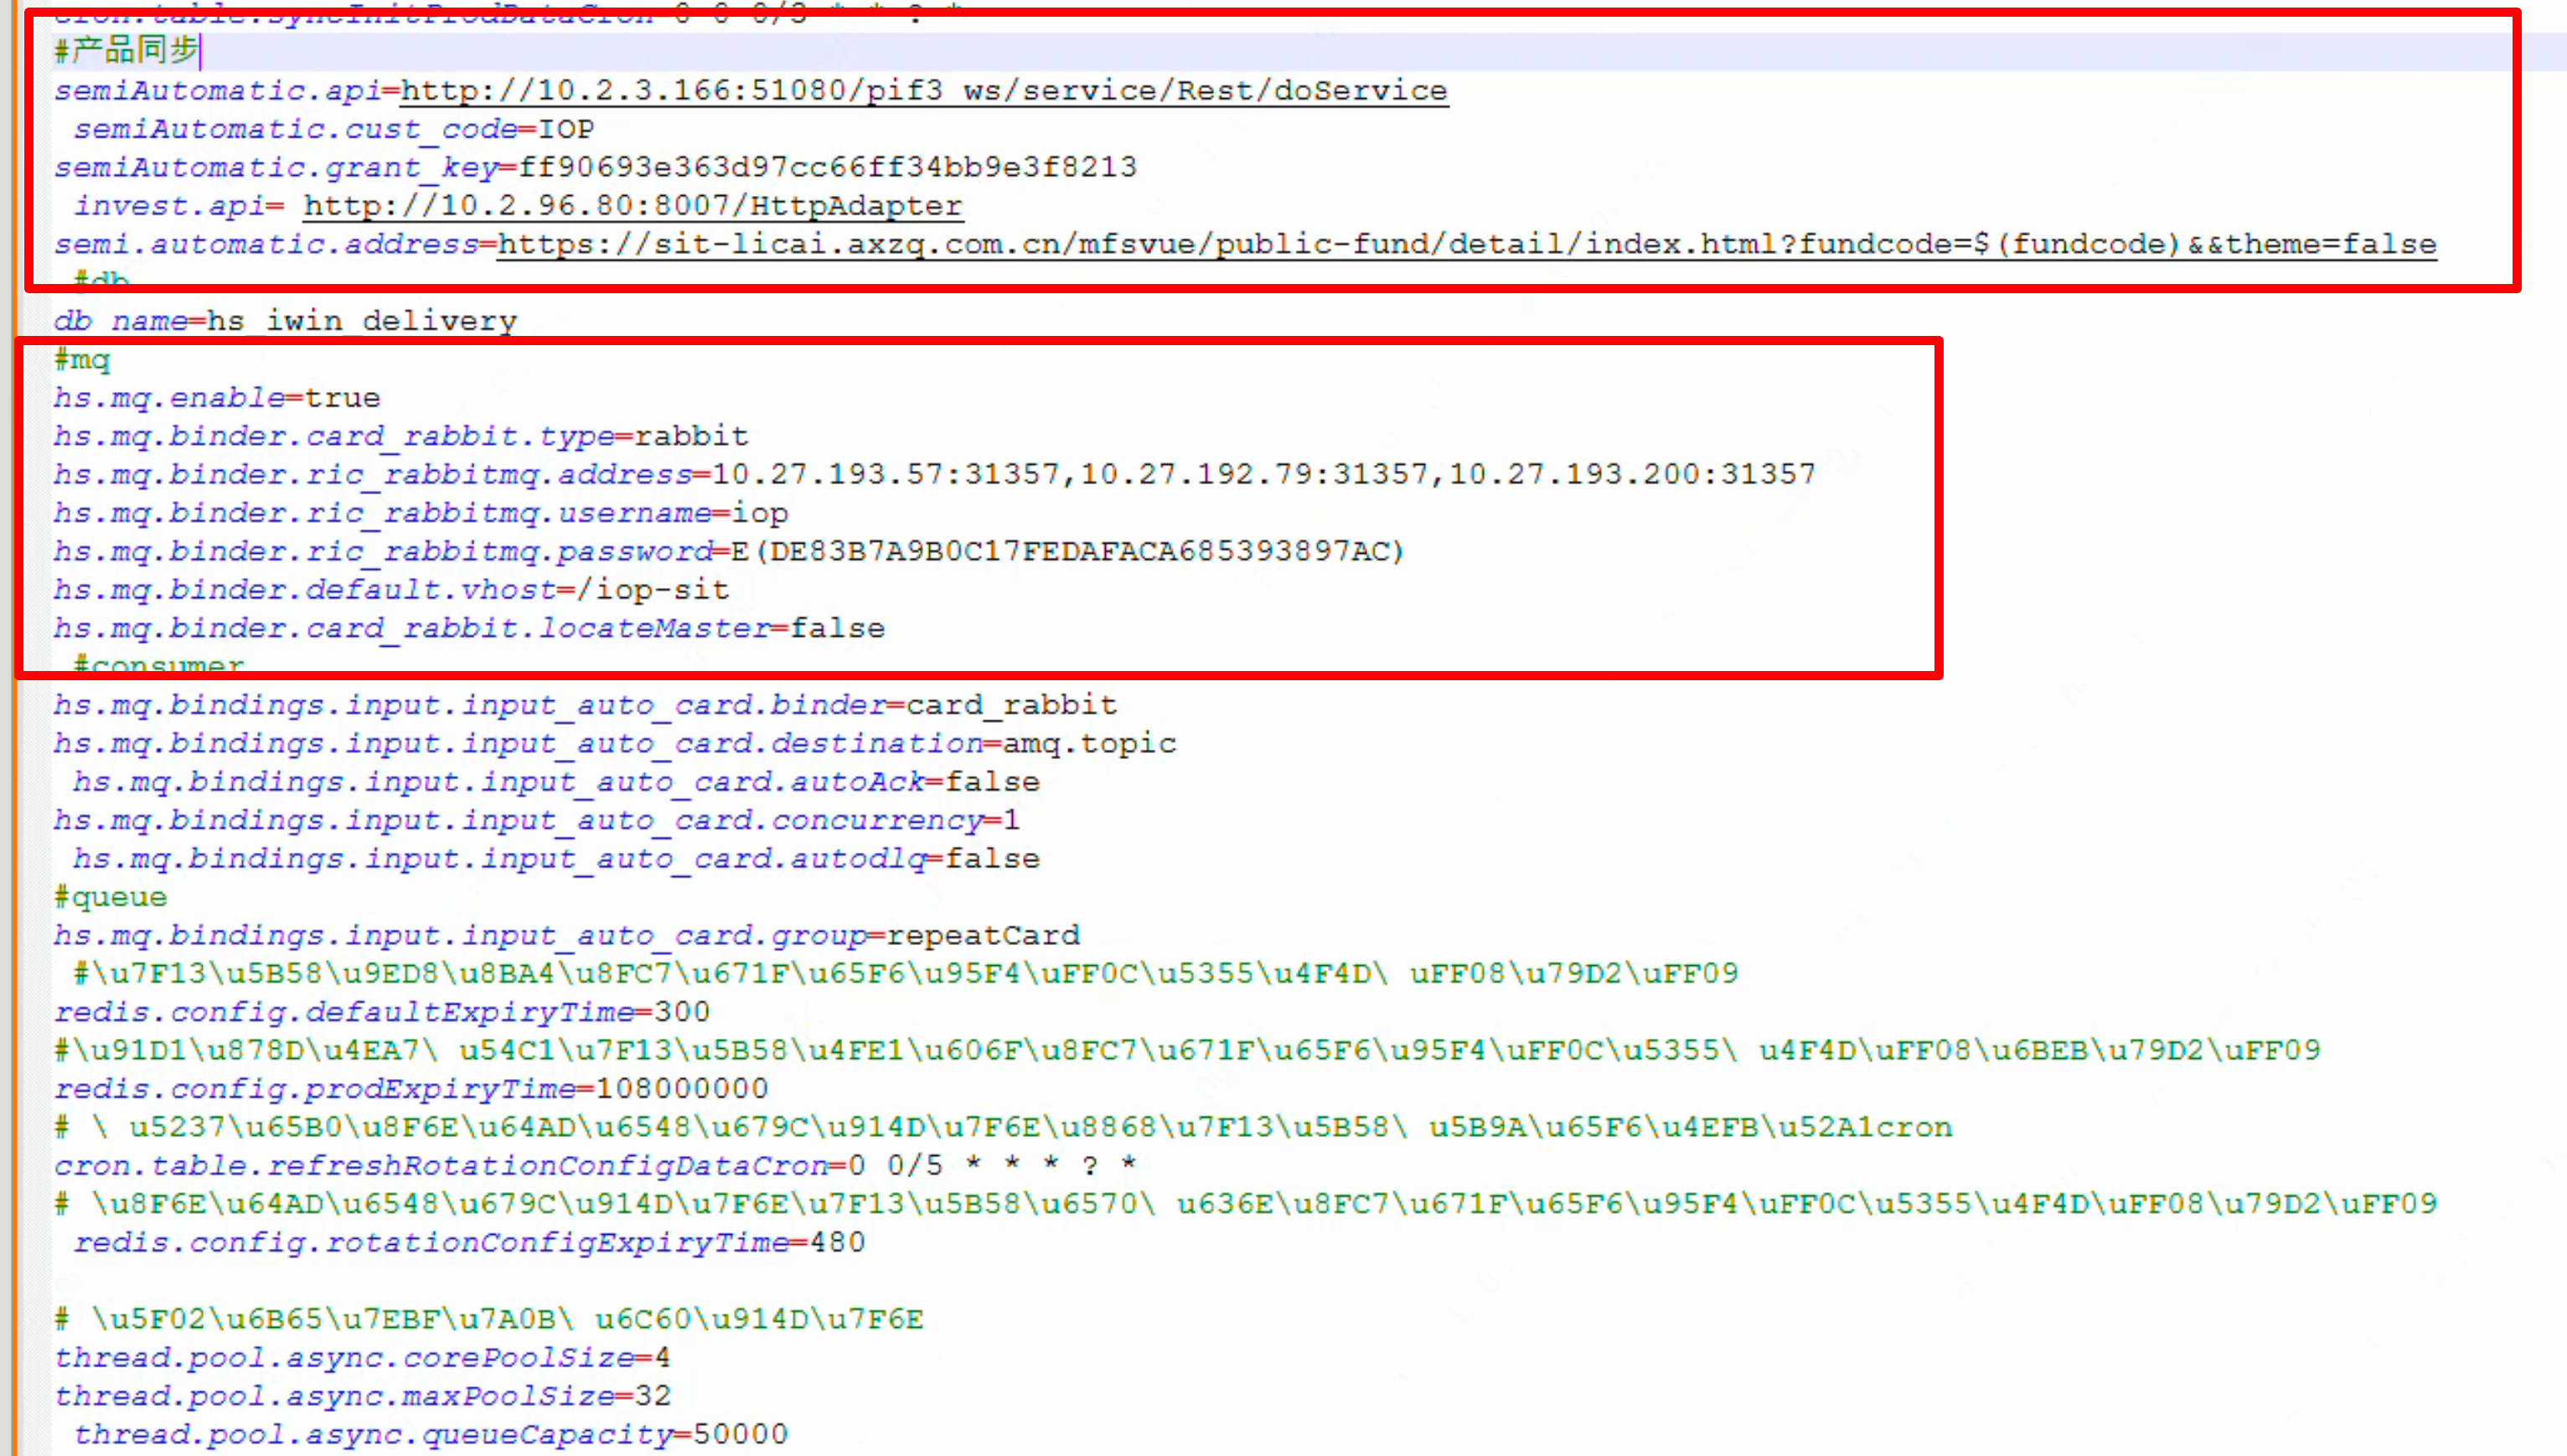 cron.table.syncInitProdDataCron=0 0 0/3 * * ? *
#产品同步
semiAutomatic.api=http://10.2.3.166:51080/pif3_ws/service/Rest/doService
semiAutomatic.cust_code=IOP
semiAutomatic.grant_key=ff90693e363d97cc66ff34bb9e3f8213
invest.api= http://10.2.96.80:8007/HttpAdapter
semi.automatic.address=https://sit-licai.axzq.com.cn/mfsvue/public-fund/detail/index.html?fundcode=$(fundcode)&&theme=false
#db
db_name=hs_iwin_delivery
#mq
hs.mq.enable=true
hs.mq.binder.card_rabbit.type=rabbit
hs.mq.binder.ric_rabbitmq.address=10.27.193.57:31357,10.27.192.79:31357,10.27.193.200:31357
hs.mq.binder.ric_rabbitmq.username=iop
hs.mq.binder.ric_rabbitmq.password=E(DE83B7A9B0C17FEDAFACA685393897AC)
hs.mq.binder.default.vhost=/iop-sit
hs.mq.binder.card_rabbit.locateMaster=false
#consumer
hs.mq.bindings.input.input_auto_card.binder=card_rabbit
hs.mq.bindings.input.input_auto_card.destination=amq.topic
hs.mq.bindings.input.input_auto_card.autoAck=false
hs.mq.bindings.input.input_auto_card.concurrency=1
hs.mq.bindings.input.input_auto_card.autodlq=false
#queue
hs.mq.bindings.input.input_auto_card.group=repeatCard
#\u7F13\u5B58\u9ED8\u8BA4\u8FC7\u671F\u65F6\u95F4\uFF0C\u5355\u4F4D\ uFF08\u79D2\uFF09
redis.config.defaultExpiryTime=300
#\u91D1\u878D\u4EA7\ u54C1\u7F13\u5B58\u4FE1\u606F\u8FC7\u671F\u65F6\u95F4\uFF0C\u5355\ u4F4D\uFF08\u6BEB\u79D2\uFF09
redis.config.prodExpiryTime=108000000
# \ u5237\u65B0\u8F6E\u64AD\u6548\u679C\u914D\u7F6E\u8868\u7F13\u5B58\ u5B9A\u65F6\u4EFB\u52A1cron
cron.table.refreshRotationConfigDataCron=0 0/5 * * * ? *
# \u8F6E\u64AD\u6548\u679C\u914D\u7F6E\u7F13\u5B58\u6570\ u636E\u8FC7\u671F\u65F6\u95F4\uFF0C\u5355\u4F4D\uFF08\u79D2\uFF09
redis.config.rotationConfigExpiryTime=480
# \u5F02\u6B65\u7EBF\u7A0B\ u6C60\u914D\u7F6E
thread.pool.async.corePoolSize=4
thread.pool.async.maxPoolSize=32
thread.pool.async.queueCapacity=50000